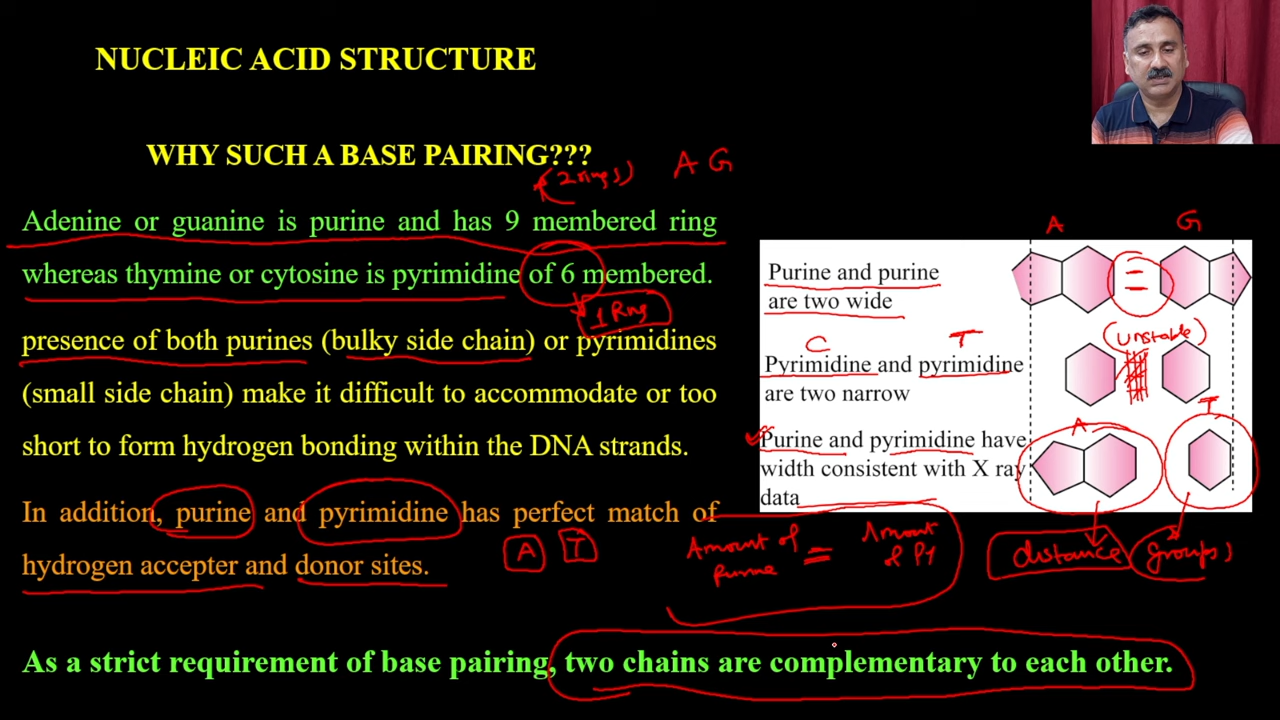 NUCLEIC ACID STRUCTURE
WHY SUCH A BASE PAIRING???
(2 rings)
A G
Adenine or guanine is purine and has 9 membered ring
whereas thymine or cytosine is pyrimidine of 6 membered.
1 Ring
presence of both purines (bulky side chain) or pyrimidines
(small side chain) make it difficult to accommodate or too
short to form hydrogen bonding within the DNA strands.
In addition, purine and pyrimidine has perfect match of
hydrogen accepter and donor sites.
A T
A G
Purine and purine
are two wide
C T
(unstable)
Pyrimidine and pyrimidine
are two narrow
A T
Purine and pyrimidine have
width consistent with X ray
data
Amount of purine = Amount of
distance groups)
As a strict requirement of base pairing, two chains are complementary to each other.